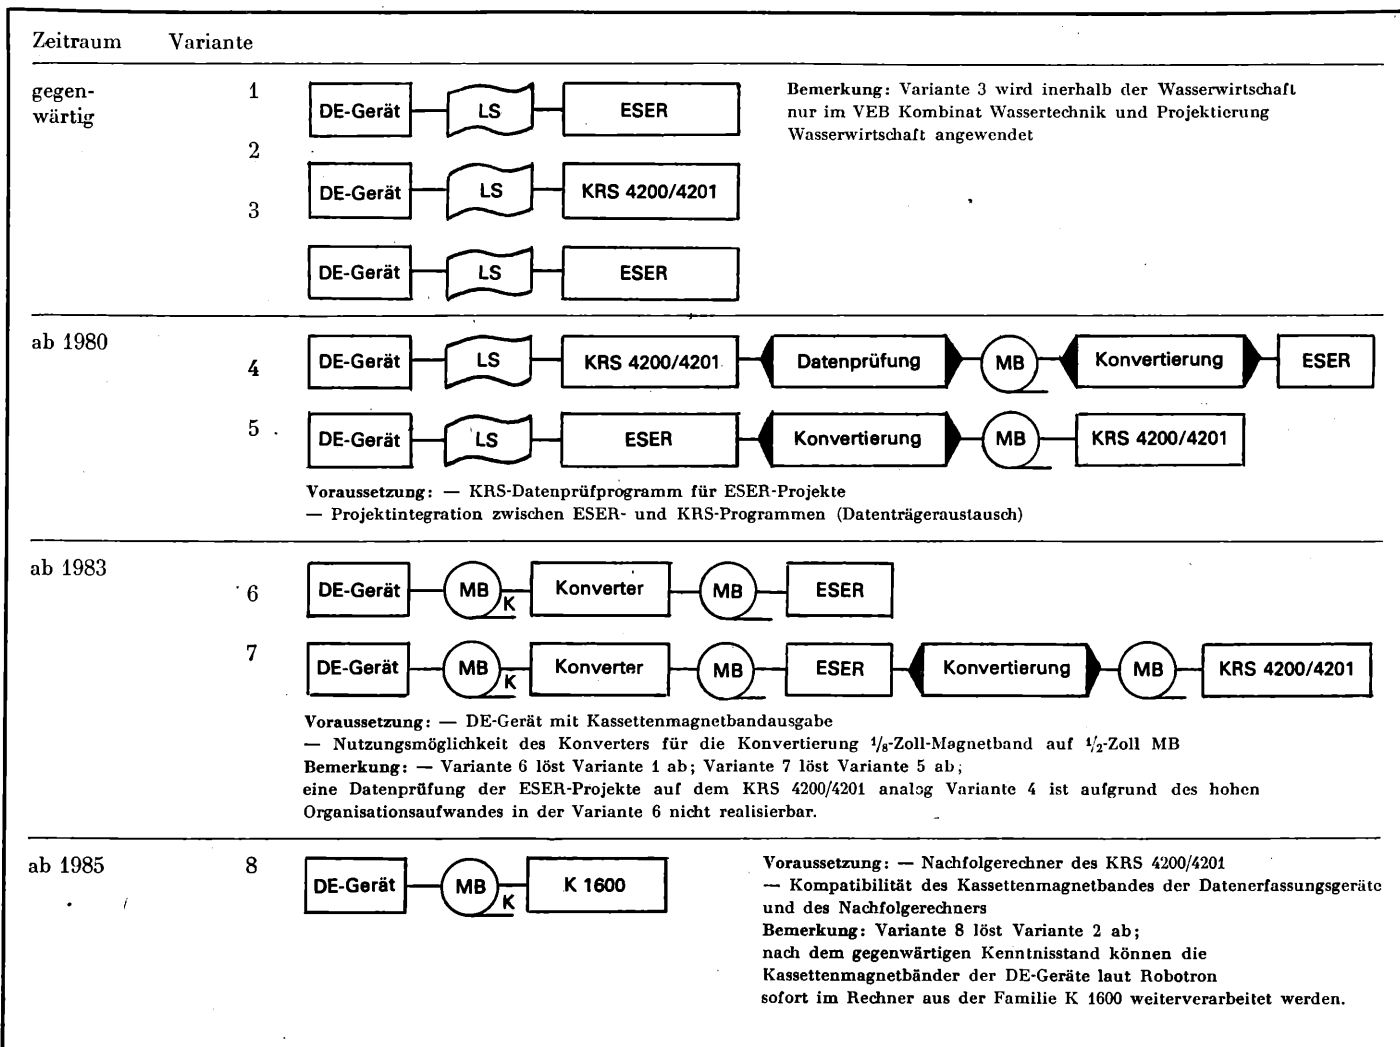 Zeitraum Variante
gegen-
wärtig
1
DE-Gerät LS ESER
Bemerkung: Variante 3 wird inerhalb der Wasserwirtschaft
nur im VEB Kombinat Wassertechnik und Projektierung
Wasserwirtschaft angewendet
2
DE-Gerät LS KRS 4200/4201
3
DE-Gerät LS ESER
ab 1980
4
DE-Gerät LS KRS 4200/4201 Datenprüfung MB Konvertierung ESER
5
DE-Gerät LS ESER Konvertierung MB KRS 4200/4201
Voraussetzung: — KRS-Datenprüfprogramm für ESER-Projekte
— Projektintegration zwischen ESER- und KRS-Programmen (Datenträgeraustausch)
ab 1983
6
DE-Gerät MB K Konverter MB ESER
7
DE-Gerät MB K Konverter MB ESER Konvertierung MB KRS 4200/4201
Voraussetzung: — DE-Gerät mit Kassettenmagnetbandausgabe
— Nutzungsmöglichkeit des Konverters für die Konvertierung 1/8-Zoll-Magnetband auf 1/2-Zoll MB
Bemerkung: — Variante 6 löst Variante 1 ab; Variante 7 löst Variante 5 ab;
eine Datenprüfung der ESER-Projekte auf dem KRS 4200/4201 analog Variante 4 ist aufgrund des hohen
Organisationsaufwandes in der Variante 6 nicht realisierbar.
ab 1985
8
DE-Gerät MB K K 1600
Voraussetzung: — Nachfolgerechner des KRS 4200/4201
— Kompatibilität des Kassettenmagnetbandes der Datenerfassungsgeräte
und des Nachfolgerechners
Bemerkung: Variante 8 löst Variante 2 ab;
nach dem gegenwärtigen Kenntnisstand können die
Kassettenmagnetbänder der DE-Geräte laut Robotron
sofort im Rechner aus der Familie K 1600 weiterverarbeitet werden.